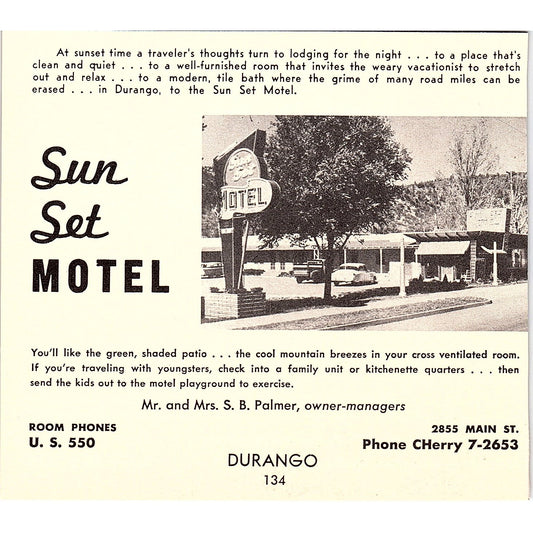 At sunset time a traveler's thoughts turn to lodging for the night . . . to a place that's
clean and quiet . . . to a well-furnished room that invites the weary vacationist to stretch
out and relax . . . to a modern, tile bath where the grime of many road miles can be
erased . . . in Durango, to the Sun Set Motel.
Sun
Set
MOTEL
MOTEL
You'll like the green, shaded patio . . . the cool mountain breezes in your cross ventilated room.
If you're traveling with youngsters, check into a family unit or kitchenette quarters . . . then
send the kids out to the motel playground to exercise.
Mr. and Mrs. S. B. Palmer, owner-managers
ROOM PHONES
U. S. 550
2855 MAIN ST.
Phone CHerry 7-2653
DURANGO
134